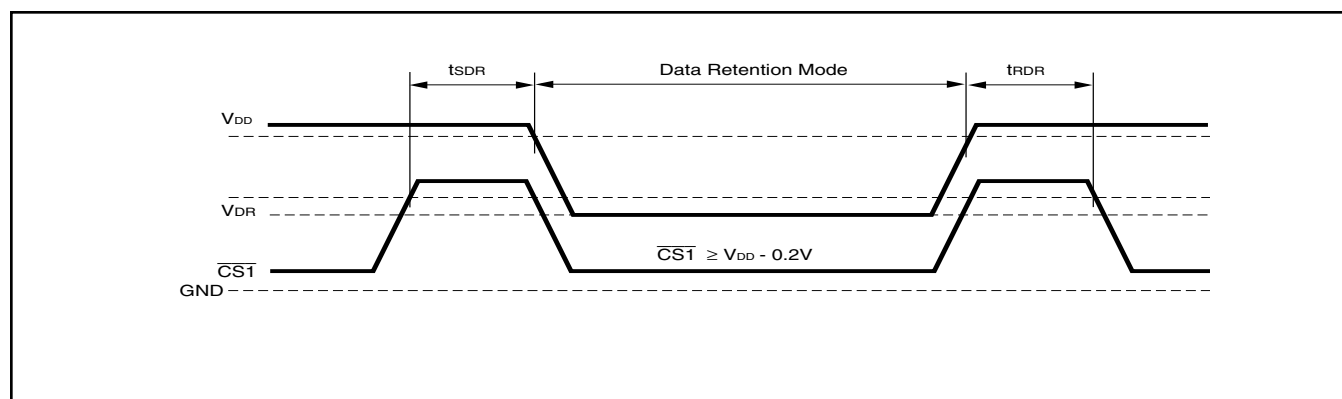 tSDR Data Retention Mode tRDR
VDD
VDR
CS1 CS1 ≥ VDD - 0.2V
GND